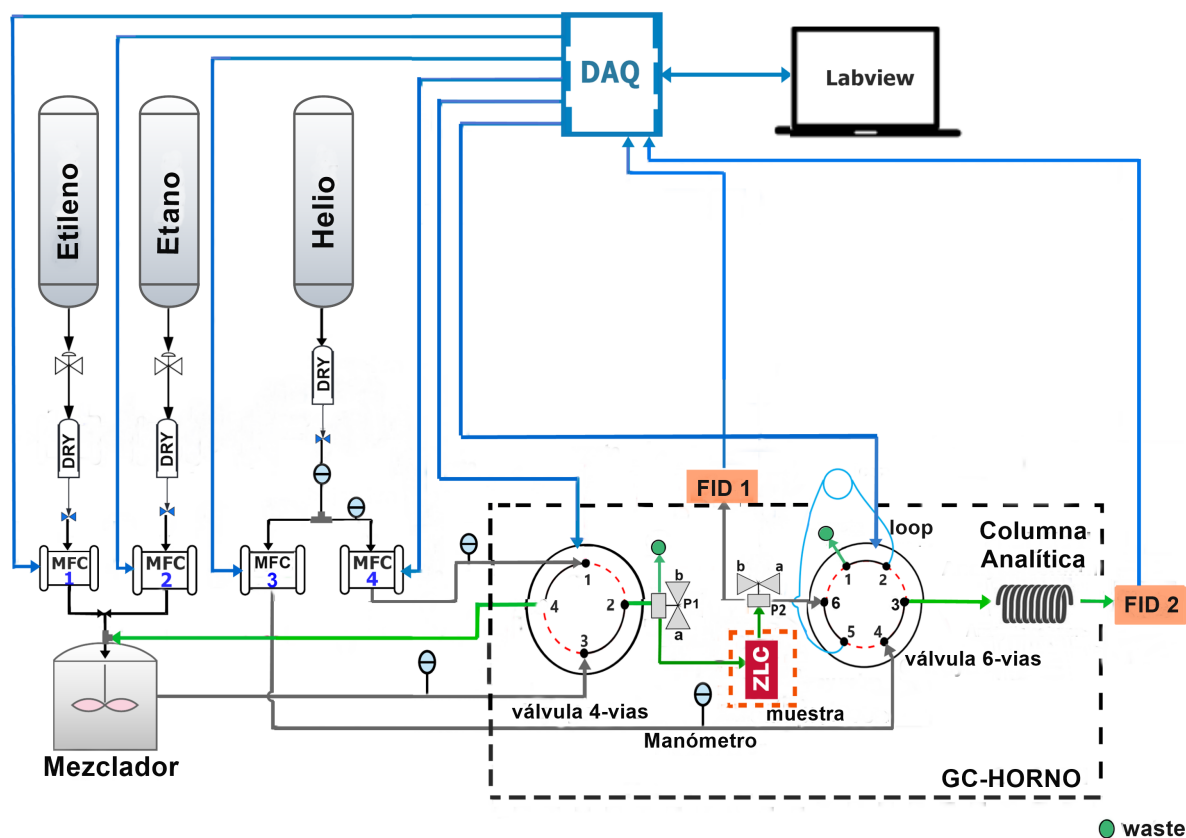 DAQ
Labview
Etileno
Etano
Helio
DRY
DRY
DRY
MFC
1
MFC
2
MFC
3
MFC
4
FID 1
loop
Columna
Analítica
FID 2
1
2
3
4
b
P1
a
b
a
P2
1
2
3
4
5
6
ZLC
válvula 4-vias
muestra
válvula 6-vias
Manómetro
Mezclador
GC-HORNO
waste